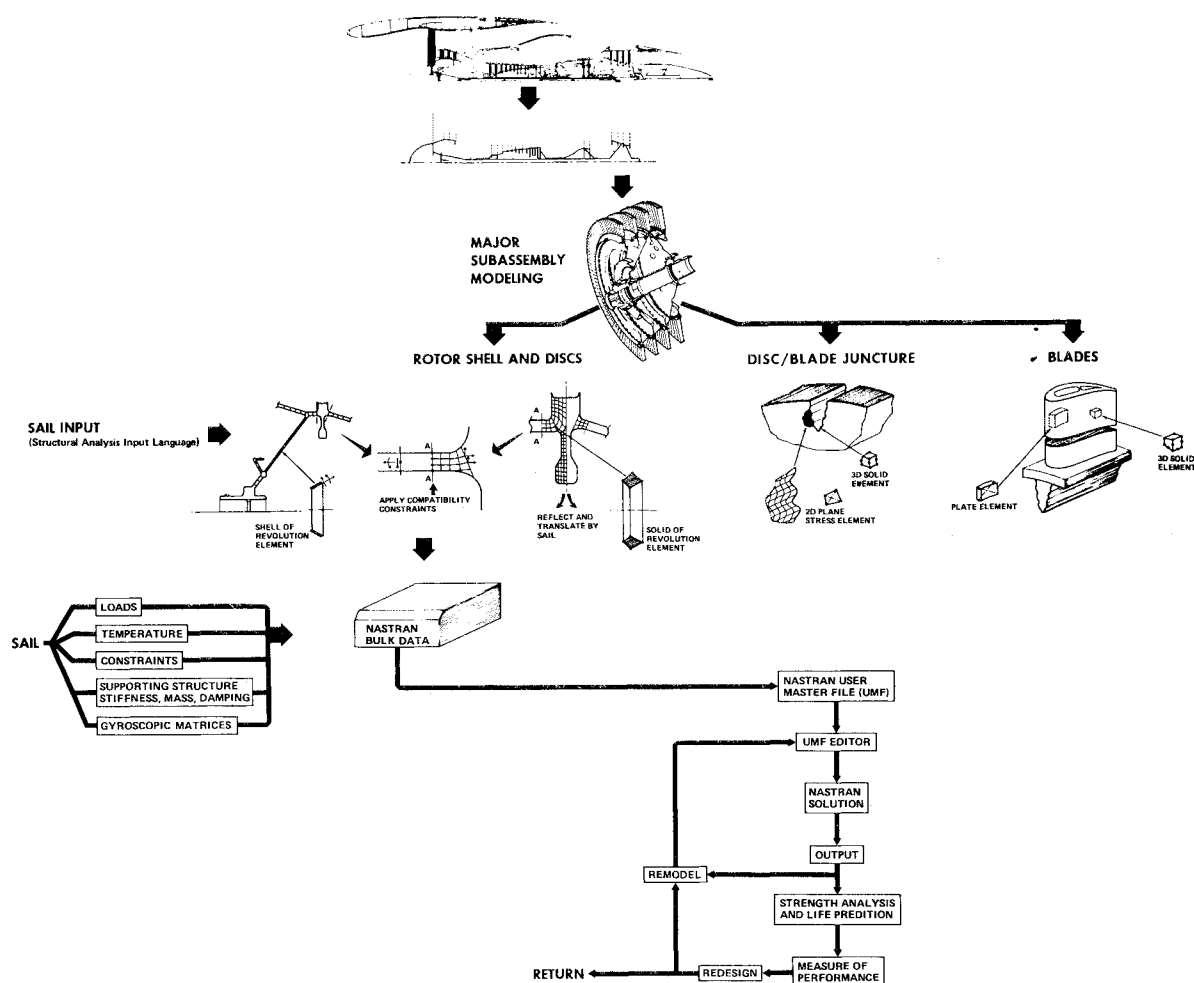 MAJOR
SUBASSEMBLY
MODELING
ROTOR SHELL AND DISCS
DISC/BLADE JUNCTURE
BLADES
SAIL INPUT
(Structural Analysis Input Language)
A
A
A
A
APPLY COMPATIBILITY
CONSTRAINTS
SHELL OF
REVOLUTION
ELEMENT
REFLECT AND
TRANSLATE BY
SAIL
SOLID OF
REVOLUTION
ELEMENT
3D SOLID
ELEMENT
2D PLANE
STRESS ELEMENT
PLATE ELEMENT
3D SOLID
ELEMENT
SAIL
LOADS
TEMPERATURE
CONSTRAINTS
SUPPORTING STRUCTURE
STIFFNESS, MASS, DAMPING
GYROSCOPIC MATRICES
NASTRAN
BULK DATA
NASTRAN USER
MASTER FILE (UMF)
UMF EDITOR
NASTRAN
SOLUTION
OUTPUT
REMODEL
STRENGTH ANALYSIS
AND LIFE PREDITION
MEASURE OF
PERFORMANCE
REDESIGN
RETURN